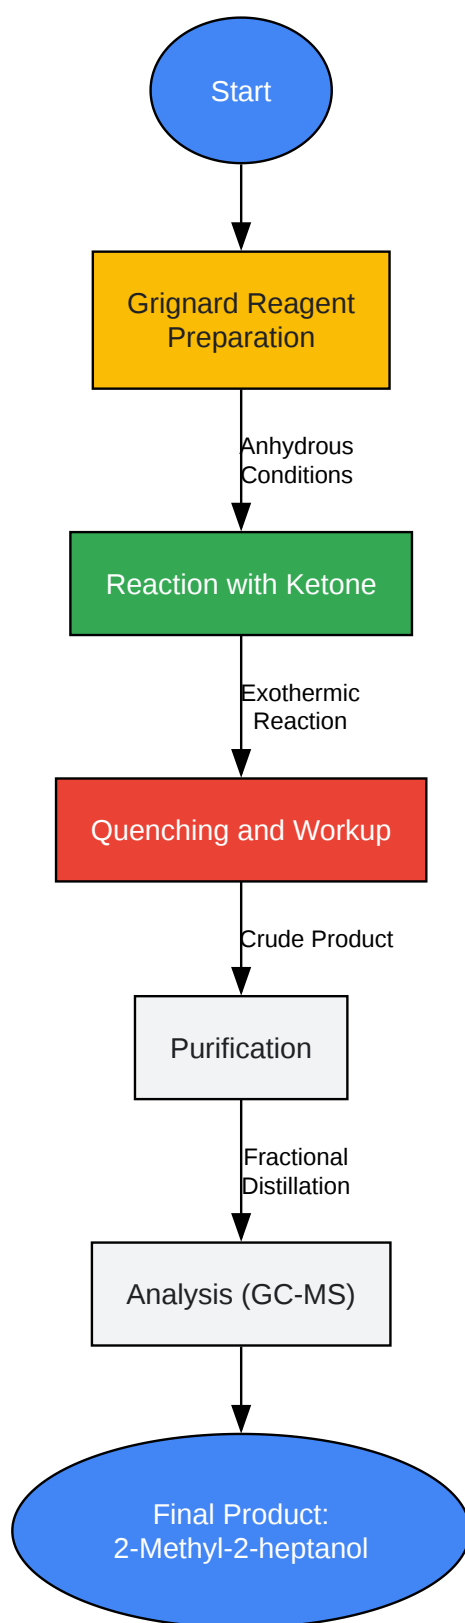 Start
Grignard Reagent
Preparation
Anhydrous
Conditions
Reaction with Ketone
Exothermic
Reaction
Quenching and Workup
Crude Product
Purification
Fractional
Distillation
Analysis (GC-MS)
Final Product:
2-Methyl-2-heptanol